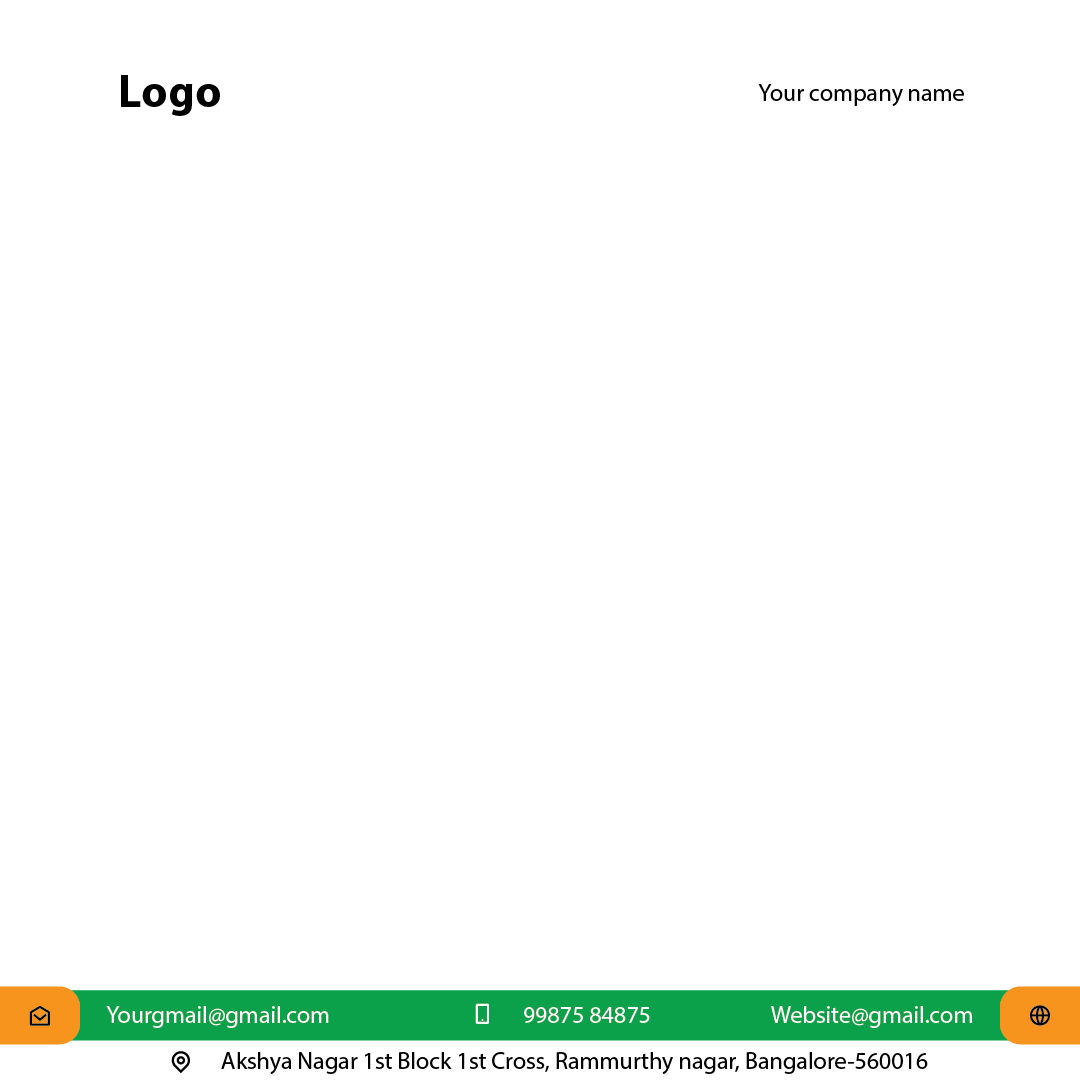 Logo
Your company name
Yourgmail@gmail.com
99875 84875
Website@gmail.com
Akshya Nagar 1st Block 1st Cross, Rammurthy nagar, Bangalore-560016